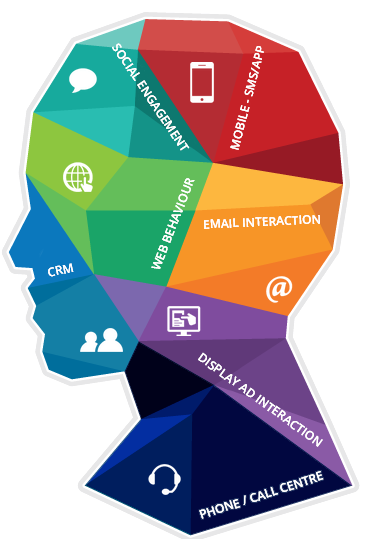 SOCIAL ENGAGEMENT
MOBILE - SMS/APP
WEB BEHAVIOUR
EMAIL INTERACTION
@
CRM
DISPLAY AD INTERACTION
PHONE / CALL CENTRE